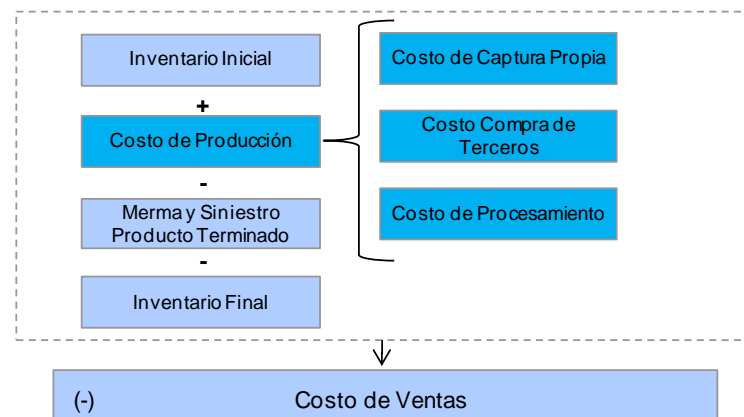 Inventario Inicial
+
Costo de Producción
-
Merma y Siniestro
Producto Terminado
-
Inventario Final
Costo de Captura Propia
Costo Compra de
Terceros
Costo de Procesamiento
(-) Costo de Ventas